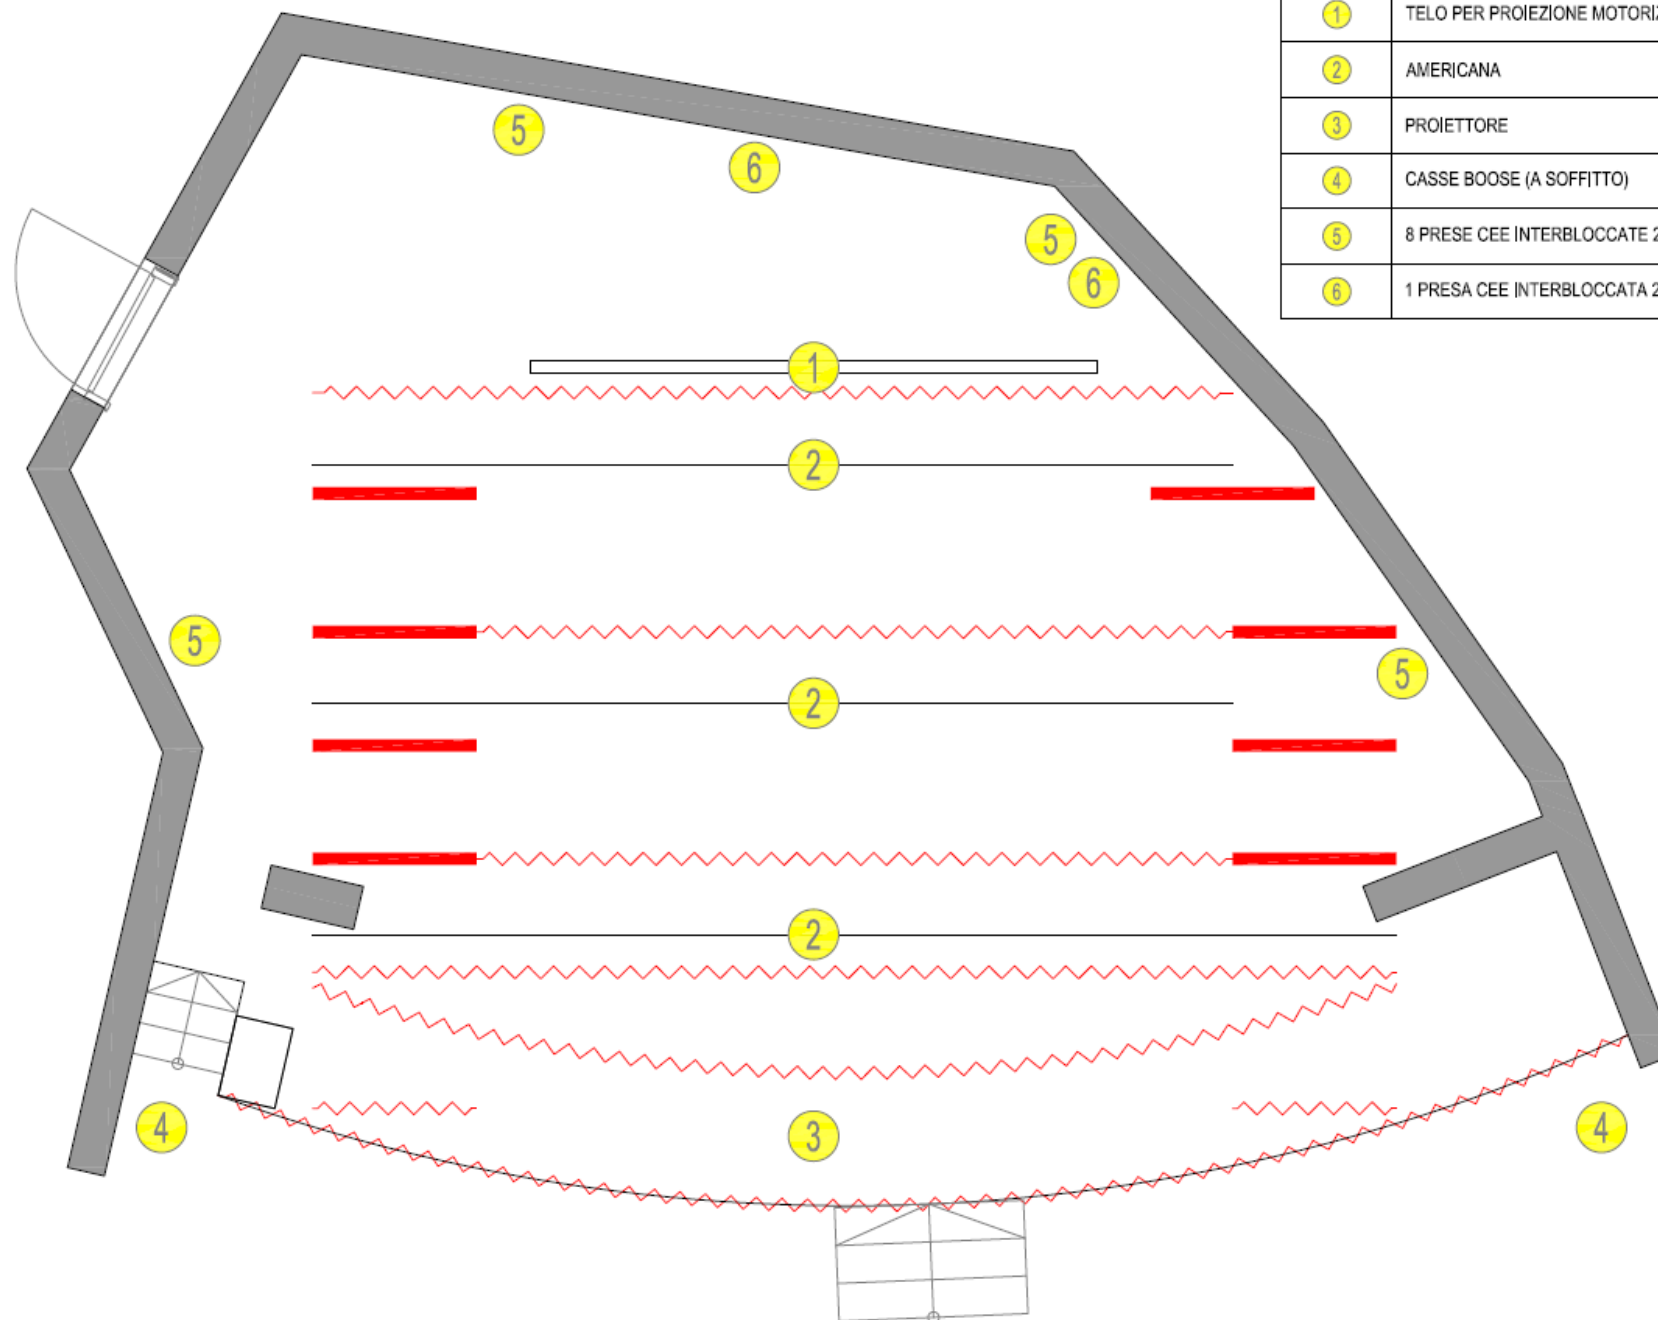 1 TELO PER PROIEZIONE
2 AMERICANA
3 PROIETTORE
4 CASSE BOOSE (A SOFFITTO)
5 8 PRESE CEE INTERBLOCCATE 2
6 1 PRESA CEE INTERBLOCCATA 2
5
6
5
6
1
2
5
5
2
2
4
3
4